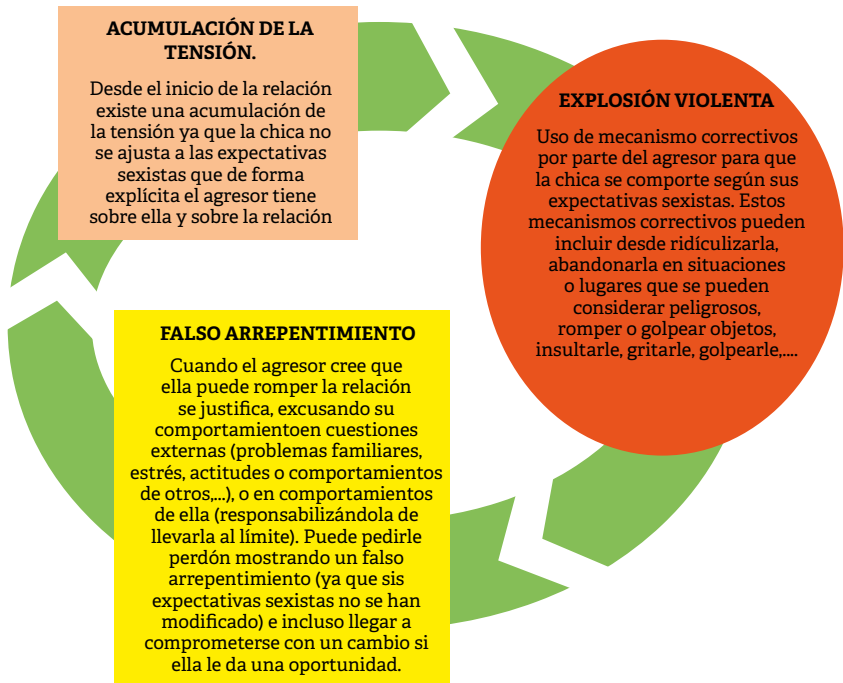 ACUMULACIÓN DE LA
TENSIÓN.
Desde el inicio de la relación
existe una acumulación de
la tensión ya que la chica no
se ajusta a las expectativas
sexistas que de forma
explícita el agresor tiene
sobre ella y sobre la relación
EXPLOSIÓN VIOLENTA
Uso de mecanismo correctivos
por parte del agresor para que
la chica se comporte según sus
expectativas sexistas. Estos
mecanismos correctivos pueden
incluir desde ridículizarla,
abandonarla en situaciones
o lugares que se pueden
considerar peligrosos,
romper o golpear objetos,
insultarle, gritarle, golpearle,....
FALSO ARREPENTIMIENTO
Cuando el agresor cree que
ella puede romper la relación
se justifica, excusando su
comportamientoen cuestiones
externas (problemas familiares,
estrés, actitudes o comportamientos
de otros,...), o en comportamientos
de ella (responsabilizándola de
llevarla al límite). Puede pedirle
perdón mostrando un falso
arrepentimiento (ya que sis
expectativas sexistas no se han
modificado) e incluso llegar a
comprometerse con un cambio si
ella le da una oportunidad.